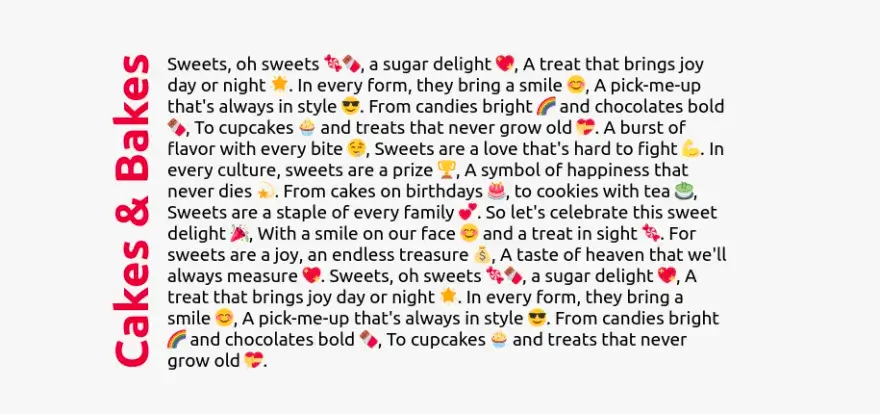 Cakes & Bakes
Sweets, oh sweets 🍬🍫, a sugar delight 💖, A treat that brings joy
day or night 🌟. In every form, they bring a smile 😊, A pick-me-up
that's always in style 😎. From candies bright 🌈 and chocolates bold
🍫, To cupcakes 🧁 and treats that never grow old 💝. A burst of
flavor with every bite 😋, Sweets are a love that's hard to fight 💪. In
every culture, sweets are a prize 🏆, A symbol of happiness that
never dies 💫. From cakes on birthdays 🎂, to cookies with tea 🍵,
Sweets are a staple of every family 💕. So let's celebrate this sweet
delight 🎉, With a smile on our face 😊 and a treat in sight 🍬. For
sweets are a joy, an endless treasure 💰, A taste of heaven that we'll
always measure 💖. Sweets, oh sweets 🍬🍫, a sugar delight 💖, A
treat that brings joy day or night 🌟. In every form, they bring a
smile 😊, A pick-me-up that's always in style 😎. From candies bright
🌈 and chocolates bold 🍫, To cupcakes 🧁 and treats that never
grow old 💝.